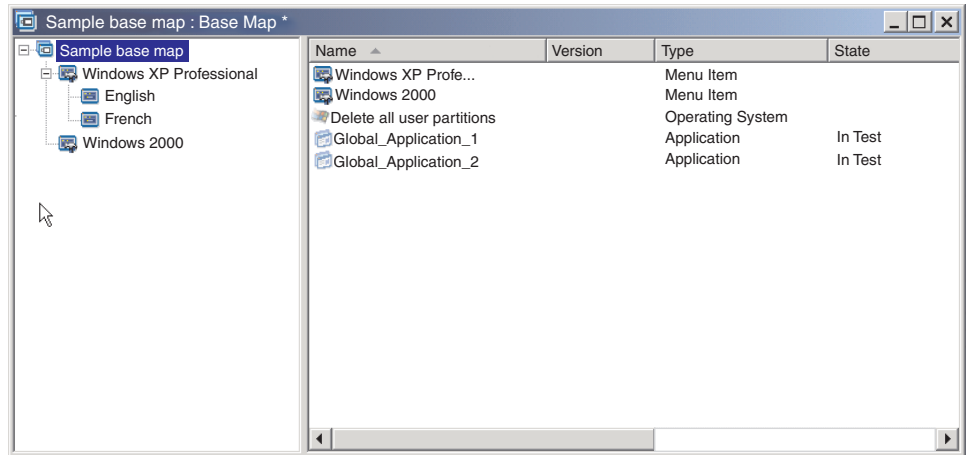 Sample base map : Base Map *
Sample base map
Windows XP Professional
English
French
Windows 2000
Name Version Type State
Windows XP Profe... Menu Item
Windows 2000 Menu Item
Delete all user partitions Operating System
Global_Application_1 Application In Test
Global_Application_2 Application In Test